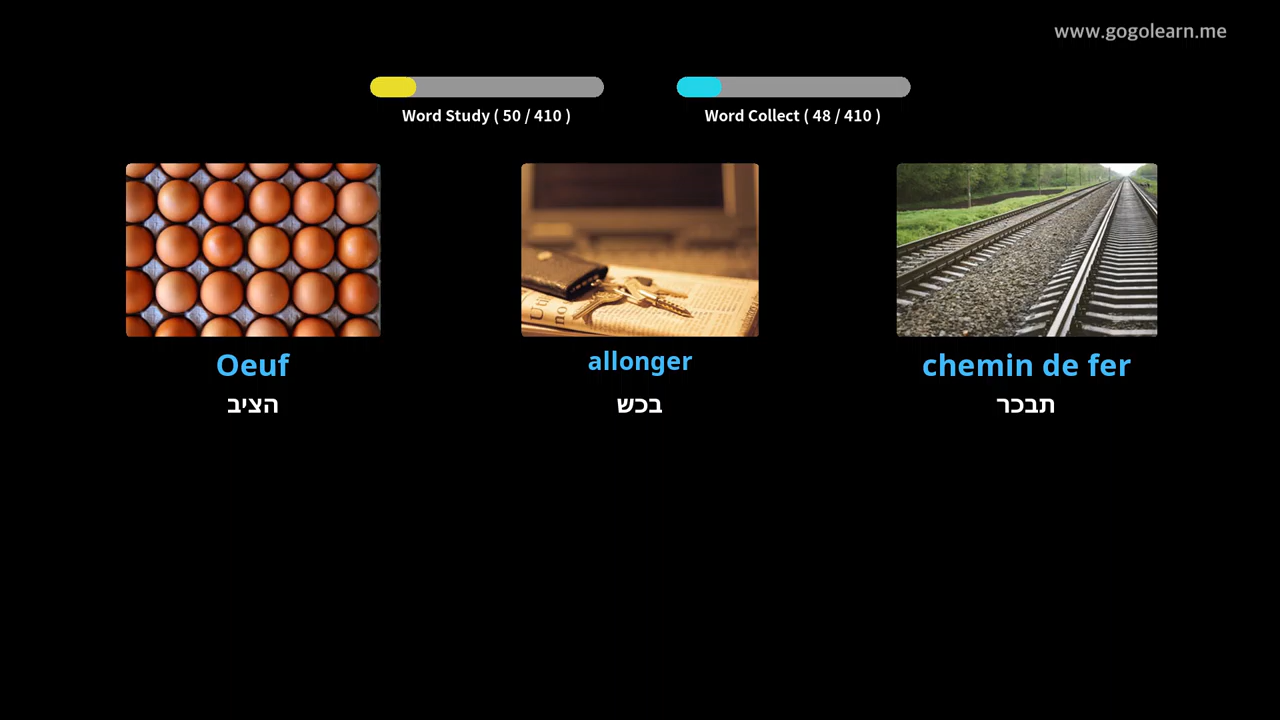 www.gogolearn.me
Word Study ( 50 / 410 )
Word Collect ( 48 / 410 )
Oeuf
הציב
allonger
בכש
chemin de fer
תבכר